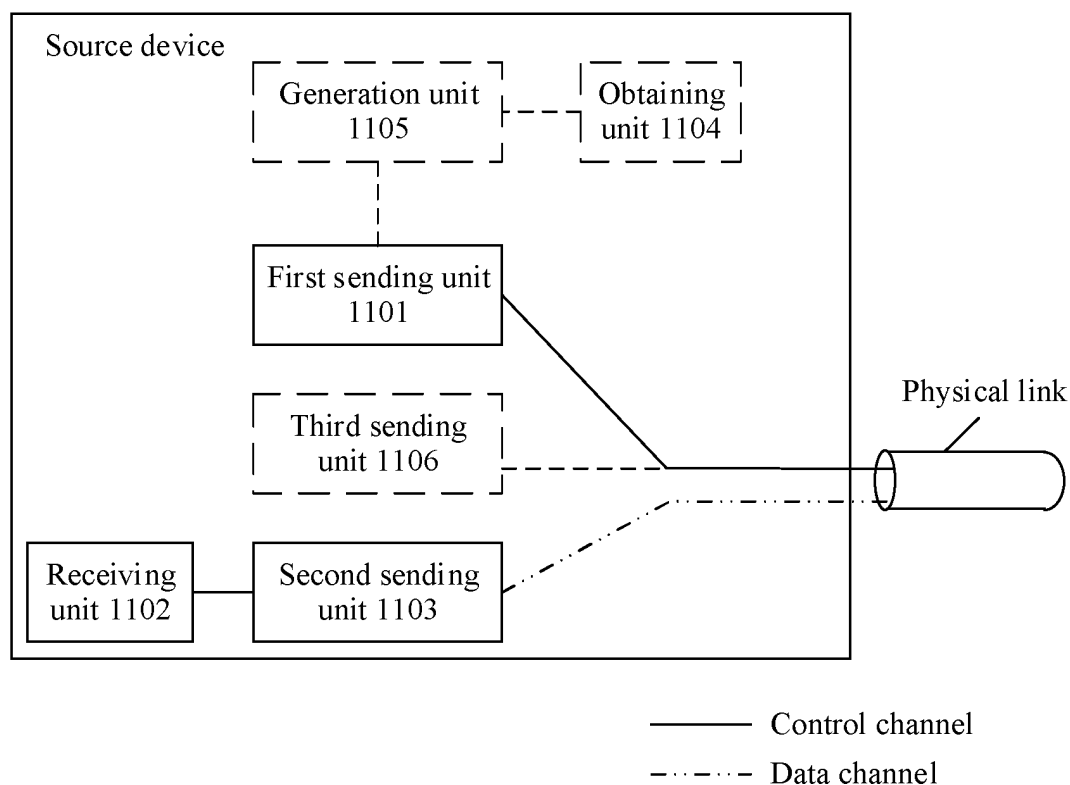 Source device
Generation unit
1105
Obtaining
unit 1104
First sending unit
1101
Third sending
unit 1106
Physical link
Receiving
unit 1102
Second sending
unit 1103
Control channel
Data channel